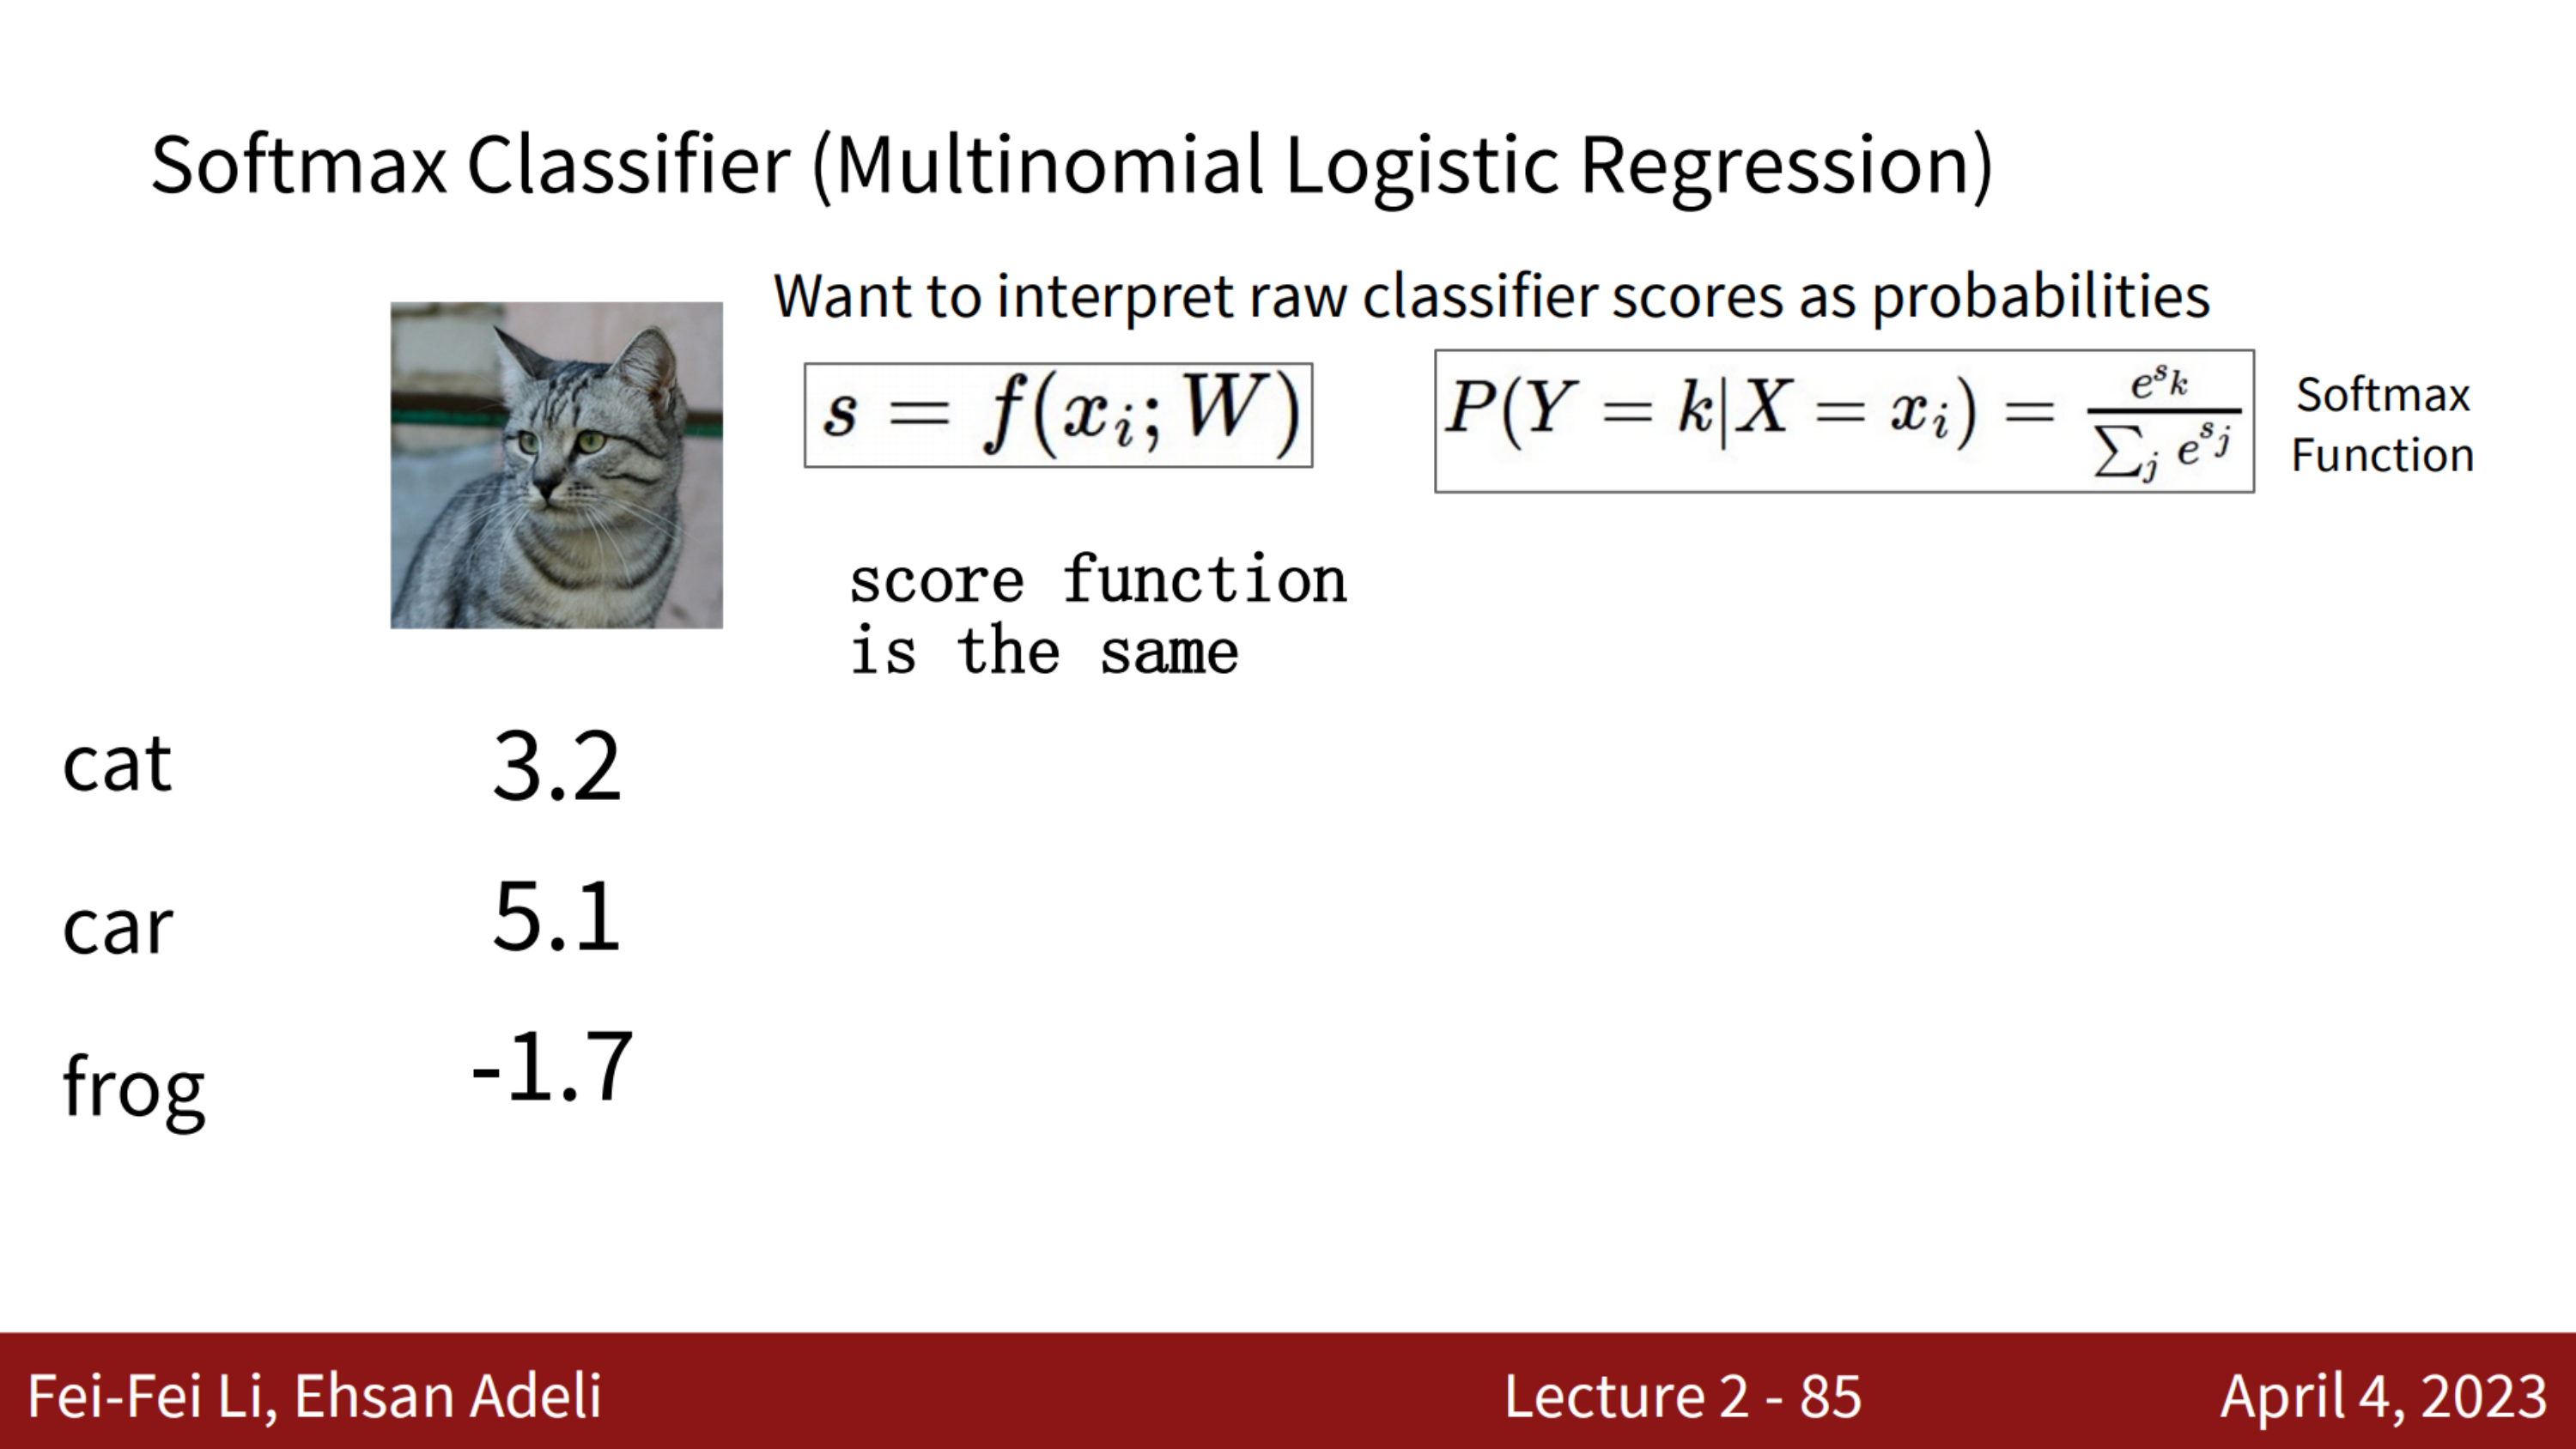 Softmax Classifier (Multinomial Logistic Regression)
Want to interpret raw classifier scores as probabilities
s = f(x_i; W)
P(Y = k|X = x_i) = \frac{e^{s_k}}{\sum_j e^{s_j}}
Softmax
Function
score function
is the same
cat 3.2
car 5.1
frog -1.7
Fei-Fei Li, Ehsan Adeli Lecture 2 - 85 April 4, 2023